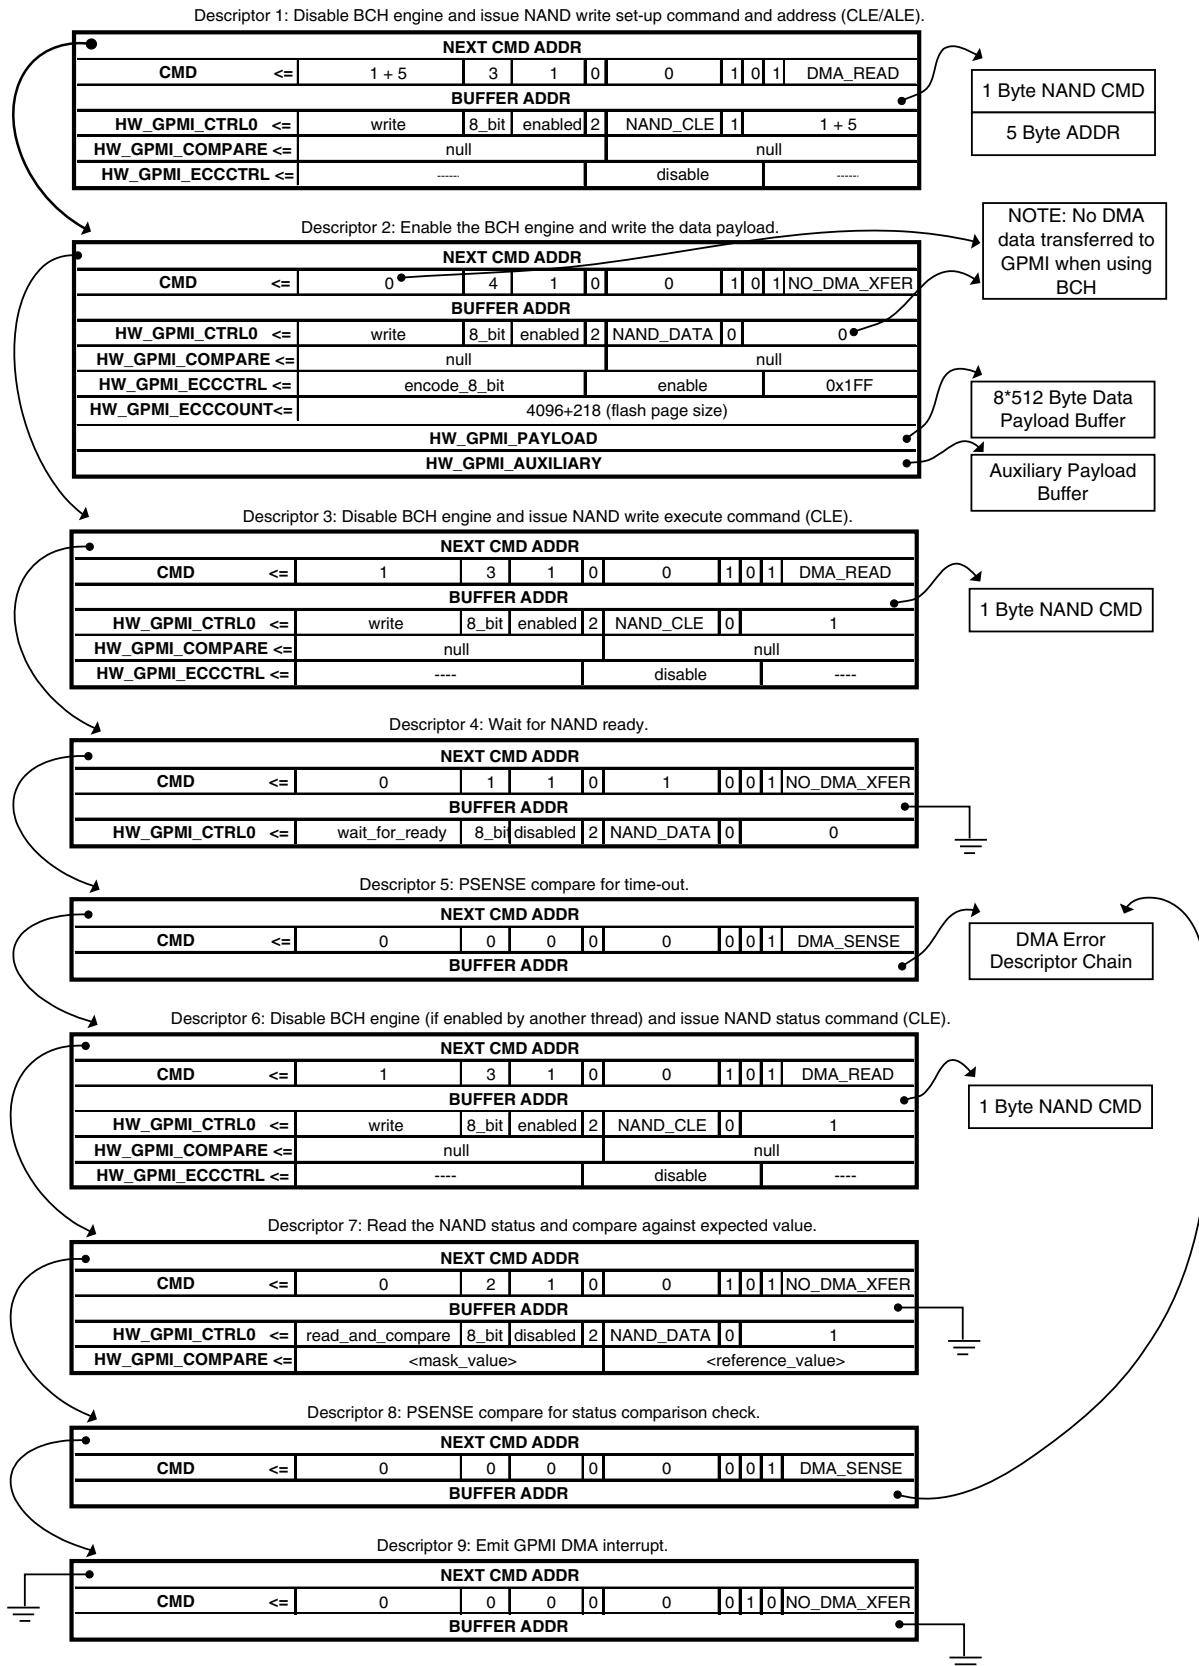 Descriptor 1: Disable BCH engine and issue NAND write set-up command and address (CLE/ALE).
NEXT CMD ADDR
CMD <= 1 + 5 3 1 0 0 1 0 1 DMA_READ
BUFFER ADDR
HW_GPMI_CTRL0 <= write 8_bit enabled 2 NAND_CLE 1 1 + 5
HW_GPMI_COMPARE <= null null
HW_GPMI_ECCCTRL <= ----- disable -----
1 Byte NAND CMD
5 Byte ADDR
Descriptor 2: Enable the BCH engine and write the data payload.
NEXT CMD ADDR
CMD <= 0 4 1 0 0 1 0 1 NO_DMA_XFER
BUFFER ADDR
HW_GPMI_CTRL0 <= write 8_bit enabled 2 NAND_DATA 0 0
HW_GPMI_COMPARE <= null null
HW_GPMI_ECCCTRL <= encode_8_bit enable 0x1FF
HW_GPMI_ECCCOUNT<= 4096+218 (flash page size)
HW_GPMI_PAYLOAD
HW_GPMI_AUXILIARY
NOTE: No DMA
data transferred to
GPMI when using
BCH
8*512 Byte Data
Payload Buffer
Auxiliary Payload
Buffer
Descriptor 3: Disable BCH engine and issue NAND write execute command (CLE).
NEXT CMD ADDR
CMD <= 1 3 1 0 0 1 0 1 DMA_READ
BUFFER ADDR
HW_GPMI_CTRL0 <= write 8_bit enabled 2 NAND_CLE 0 1
HW_GPMI_COMPARE <= null null
HW_GPMI_ECCCTRL <= ---- disable ----
1 Byte NAND CMD
Descriptor 4: Wait for NAND ready.
NEXT CMD ADDR
CMD <= 0 1 1 0 1 0 0 1 NO_DMA_XFER
BUFFER ADDR
HW_GPMI_CTRL0 <= wait_for_ready 8_bit disabled 2 NAND_DATA 0 0
Descriptor 5: PSENSE compare for time-out.
NEXT CMD ADDR
CMD <= 0 0 0 0 0 0 0 1 DMA_SENSE
BUFFER ADDR
DMA Error
Descriptor Chain
Descriptor 6: Disable BCH engine (if enabled by another thread) and issue NAND status command (CLE).
NEXT CMD ADDR
CMD <= 1 3 1 0 0 1 0 1 DMA_READ
BUFFER ADDR
HW_GPMI_CTRL0 <= write 8_bit enabled 2 NAND_CLE 0 1
HW_GPMI_COMPARE <= null null
HW_GPMI_ECCCTRL <= ---- disable ----
1 Byte NAND CMD
Descriptor 7: Read the NAND status and compare against expected value.
NEXT CMD ADDR
CMD <= 0 2 1 0 0 1 0 1 NO_DMA_XFER
BUFFER ADDR
HW_GPMI_CTRL0 <= read_and_compare 8_bit disabled 2 NAND_DATA 0 1
HW_GPMI_COMPARE <= <mask_value> <reference_value>
Descriptor 8: PSENSE compare for status comparison check.
NEXT CMD ADDR
CMD <= 0 0 0 0 0 0 0 1 DMA_SENSE
BUFFER ADDR
Descriptor 9: Emit GPMI DMA interrupt.
NEXT CMD ADDR
CMD <= 0 0 0 0 0 0 1 0 NO_DMA_XFER
BUFFER ADDR